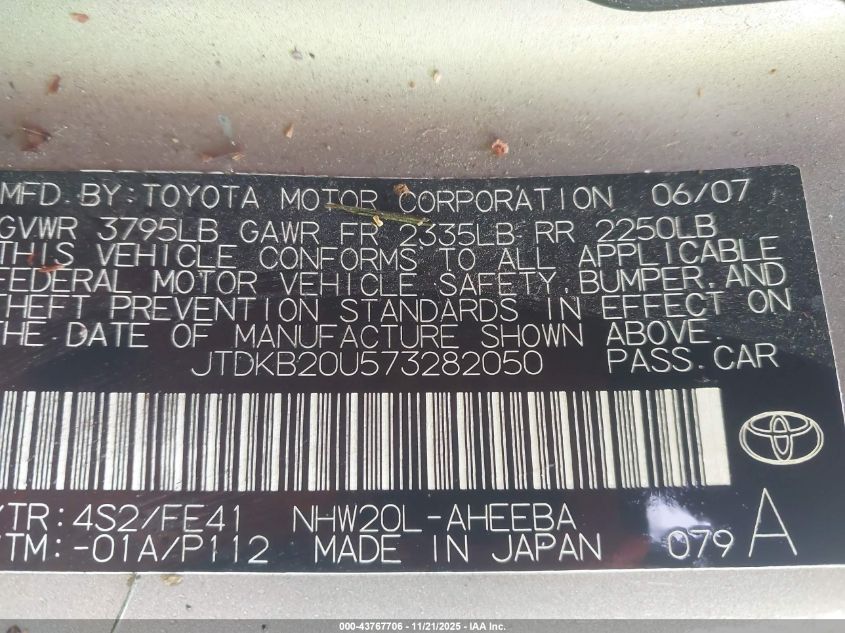 MFD. BY: TOYOTA MOTOR CORPORATION 06/07
GVWR 3795LB GAWR FR 2335LB RR 2250LB
THIS VEHICLE CONFORMS TO ALL APPLICABLE
FEDERAL MOTOR VEHICLE SAFETY, BUMPER, AND
THEFT PREVENTION STANDARDS IN EFFECT ON
THE DATE OF MANUFACTURE SHOWN ABOVE.
JTDKB20U573282050 PASS. CAR
/TR: 4S2/FE41 NHW20L-AHEEBA
TM: -01A/P112 MADE IN JAPAN 079 A
000-43767706 - 11/21/2025 - IAAI.COM